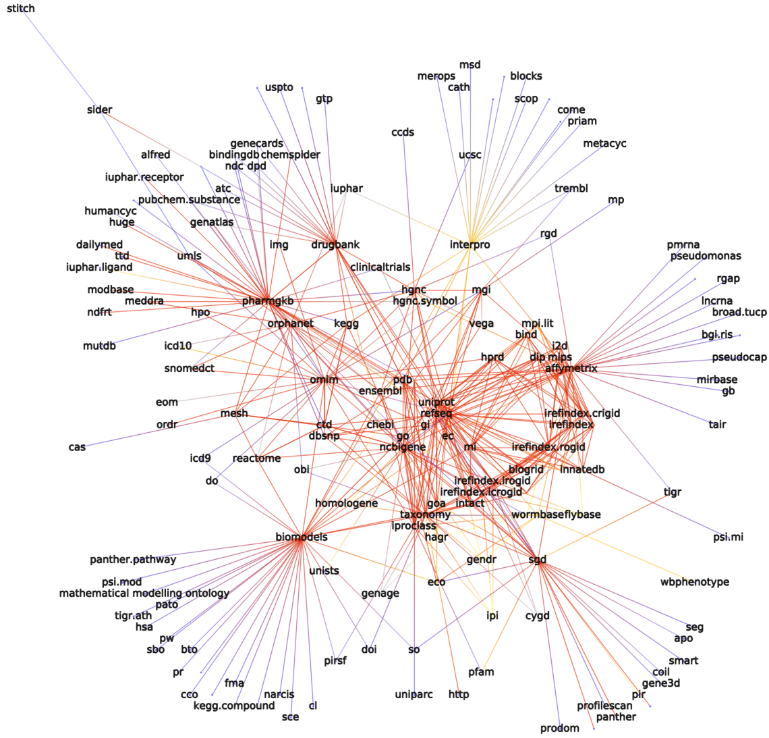 stitch
msd
merops
blocks
cath
uspto
gtp
scop
come
sider
priam
ccds
genecards
metacyc
alfred
bindingdb
chemspider
ucsc
ndc
dpd
iuphar.receptor
atc
iuphar
trembl
pubchem.substance
mp
humancyc
huge
genatlas
rgd
dailymed
img
drugbank
interpro
pmrna
ttd
umls
pseudomonas
iuphar.ligand
clinicaltrials
rgap
modbase
hgnc
mgi
meddra
pharmgkb
hgnc.symbol
lncrna
ndfrt
hpo
broad.tucp
orphanet
kegg
vega
mpi.lit
bind
bgi.ris
mutdb
icd10
i2d
hprd
dip
mips
pseudocap
snomedct
affymetrix
omim
pdb
mirbase
ensembl
gb
eom
uniprot
mesh
refseq
irefindex.crigid
ordr
ctd
chebi
gi
irefindex
tair
dbsnp
go
ec
cas
ncbigene
mi
irefindex.rogid
icd9
reactome
obi
biogrid
innatedb
do
irefindex.irogid
irefindex.icrogid
tigr
homologene
goa
intact
taxonomy
wormbase
flybase
iproclass
biomodels
hagr
psi.mi
panther.pathway
gendr
sgd
unists
psi.mod
eco
wbphenotype
mathematical modelling ontology
genage
pato
tigr.ath
ipi
cygd
hsa
seg
pw
apo
sbo
bto
doi
so
pirsf
smart
pr
pfam
coil
fma
gene3d
cco
narcis
uniparc
http
pir
kegg.compound
cl
profilescan
sce
panther
prodom